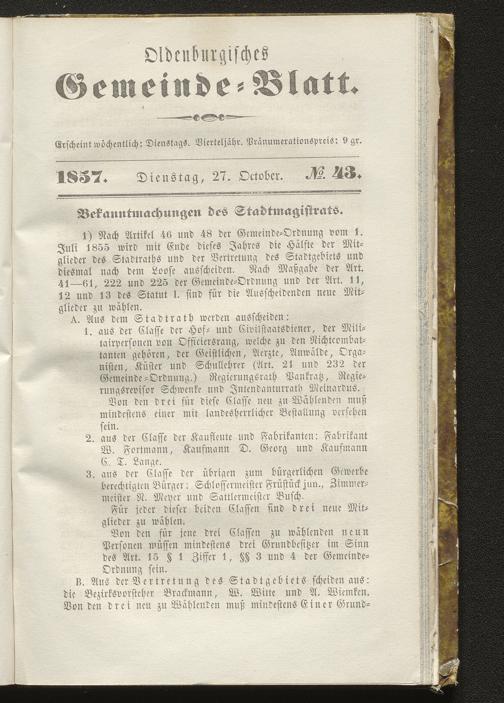 Oldenburgisches
Gemeinde-Blatt.
Erscheint wöchentlich: Dienstags. Vierteljähr. Pränumerationspreis: 9 gr.
1857. Dienstag, 27. October. № 43.
Bekanntmachungen des Stadtmagistrats.
1) Nach Artikel 46 und 48 der Gemeinde-Ordnung vom 1.
Juli 1855 wird mit Ende dieses Jahres die Hälfte der Mit-
glieder des Stadtraths und der Vertretung des Stadtgebiets und
diesmal nach dem Loose ausscheiden. Nach Maßgabe der Art.
41—61, 222 und 225 der Gemeinde-Ordnung und der Art. 11,
12 und 13 des Statut I. sind für die Ausscheidenden neue Mit-
glieder zu wählen.
A. Aus dem Stadtrath werden ausscheiden:
1. aus der Classe der Hof- und Civilstaatsdiener, der Mili-
tairpersonen von Officiersrang, welche zu den Nichtcombat-
tanten gehören, der Geistlichen, Aerzte, Anwälde, Orga-
nisten, Küster und Schullehrer (Art. 21 und 232 der
Gemeinde-Ordnung.) Regierungsrath Pankratz, Regie-
rungsrevisor Schwenke und Intendanturrath Meinardus.
Von den drei für diese Classe neu zu Wählenden muß
mindestens einer mit landesherrlicher Bestallung versehen
sein.
2. aus der Classe der Kaufleute und Fabrikanten: Fabrikant
W. Fortmann, Kaufmann D. Georg und Kaufmann
C. T. Lange.
3. aus der Classe der übrigen zum bürgerlichen Gewerbe
berechtigten Bürger: Schlossermeister Früstück jun., Zimmer-
meister N. Meyer und Sattlermeister Busch.
Für jeder dieser beiden Classen sind drei neue Mit-
glieder zu wählen.
Von den für jene drei Classen zu wählenden neun
Personen müssen mindestens drei Grundbesitzer im Sinn
des Art. 15 § 1 Ziffer 1, §§ 3 und 4 der Gemeinde-
Ordnung sein.
B. Aus der Vertretung des Stadtgebiets scheiden aus:
die Bezirksvorsteher Brackmann, W. Witte und A. Wiemken.
Von den drei neu zu Wählenden muß mindestens Einer Grund-